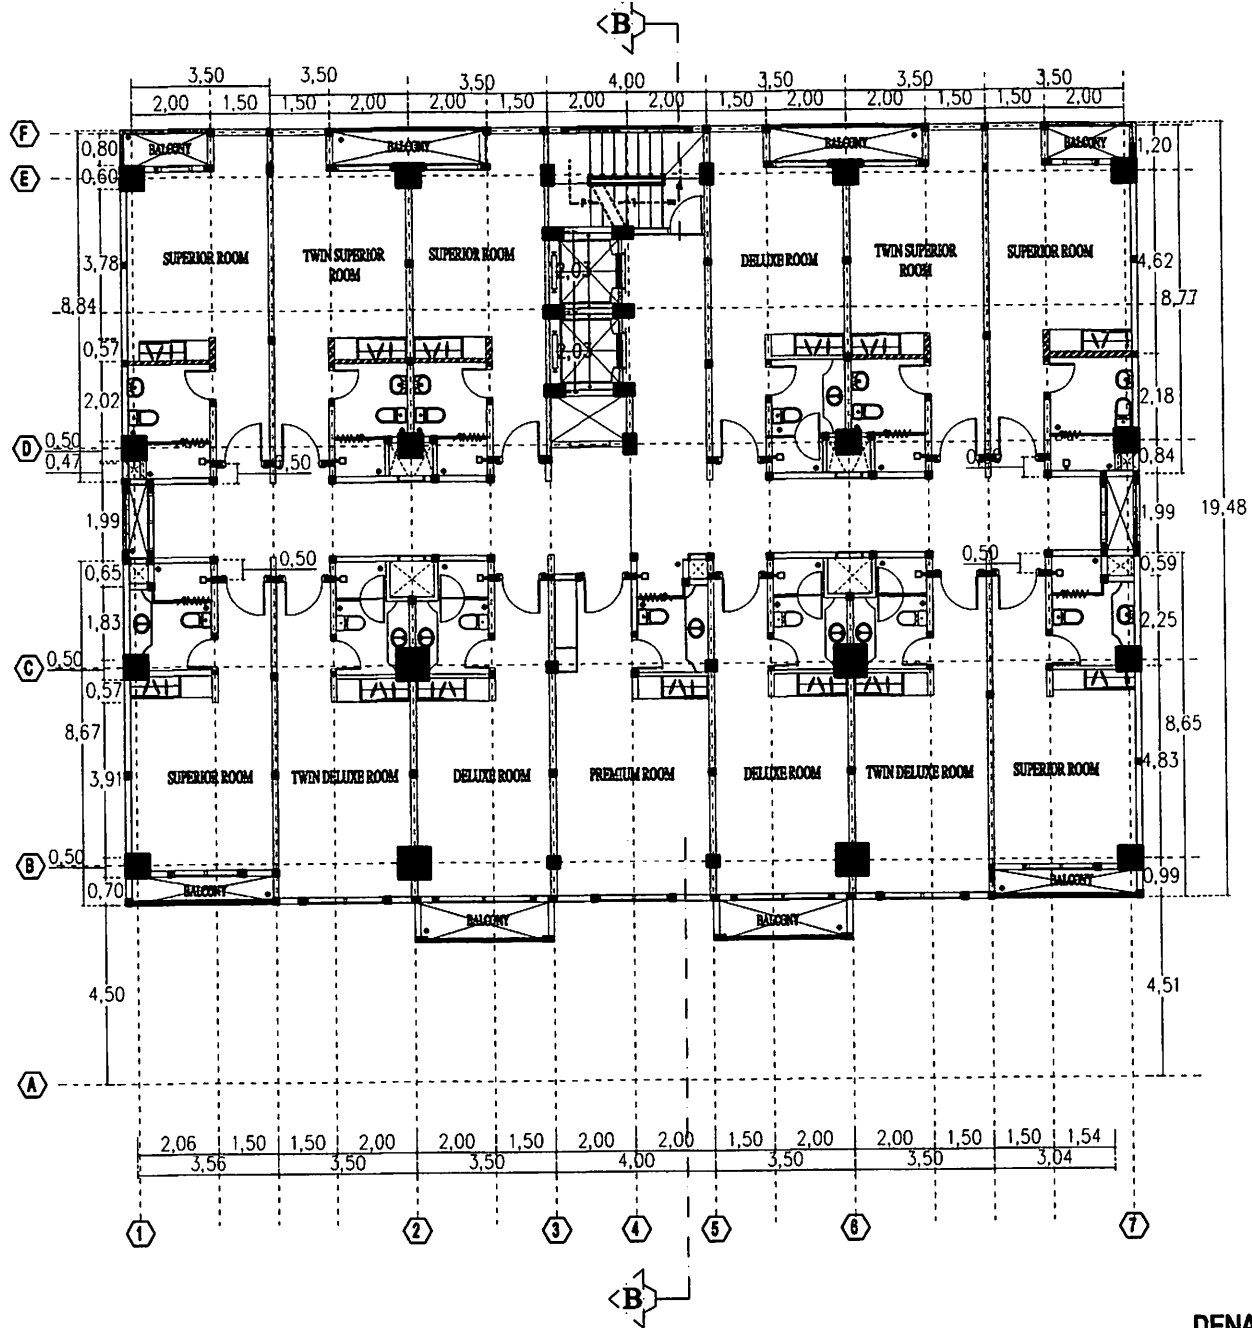 B
3,50 3,50 3,50 4,00 3,50 3,50 3,50
2,00 1,50 1,50 2,00 2,00 1,50 2,00 2,00 1,50 2,00 2,00 1,50 1,50 2,00
F
0,80 BALCONY BALCONY BALCONY BALCONY 1,20
E
0,60
SUPERIOR ROOM TWIN SUPERIOR ROOM SUPERIOR ROOM DELUXE ROOM TWIN SUPERIOR ROOM SUPERIOR ROOM
3,78 2,03 4,62
8,84 8,77
0,57 2,03
2,02 2,18
0,50
D
0,47 0,50 0,84
1,99 1,99 19,48
0,50 0,50
0,65 0,59
1,83 2,25
0,50
C
0,57
8,67 8,65
3,91 4,83
SUPERIOR ROOM TWIN DELUXE ROOM DELUXE ROOM PREMIUM ROOM DELUXE ROOM TWIN DELUXE ROOM SUPERIOR ROOM
0,50
B
0,70 BALCONY BALCONY 0,99
BALCONY BALCONY
4,50 4,51
A
2,06 1,50 1,50 2,00 2,00 1,50 2,00 2,00 1,50 2,00 2,00 1,50 1,50 1,54
3,56 3,50 3,50 4,00 3,50 3,50 3,04
1 2 3 4 5 6 7
B
DENA